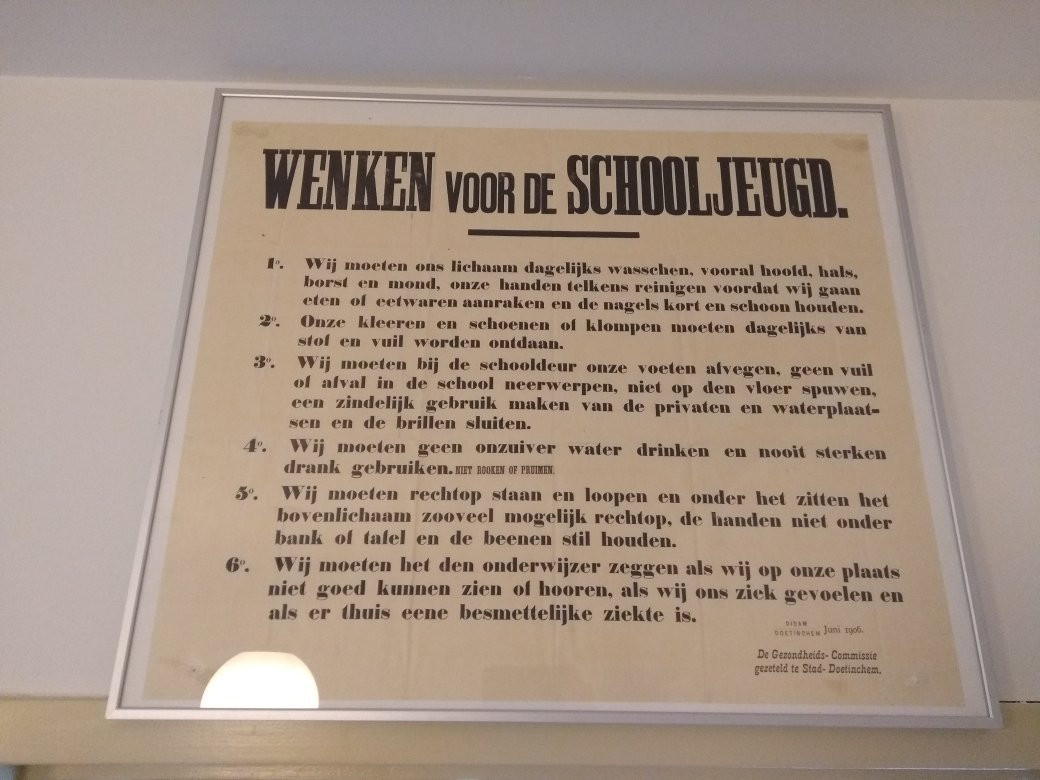 WENKEN VOOR DE SCHOOLJEUGD.
1º. Wij moeten ons lichaam dagelijks wasschen, vooral hoofd, hals,
borst en mond, onze handen telkens reinigen voordat wij gaan
eten of eetwaren aanraken en de nagels kort en schoon houden.
2º. Onze kleeren en schoenen of klompen moeten dagelijks van
stof en vuil worden ontdaan.
3º. Wij moeten bij de schooldeur onze voeten afvegen, geen vuil
of afval in de school neerwerpen, niet op den vloer spuwen,
een zindelijk gebruik maken van de privaten en waterplaat-
sen en de brillen sluiten.
4º. Wij moeten geen onzuiver water drinken en nooit sterken
drank gebruiken. NIET ROOKEN OF PRUIMEN.
5º. Wij moeten rechtop staan en loopen en onder het zitten het
bovenlichaam zooveel mogelijk rechtop, de handen niet onder
bank of tafel en de beenen stil houden.
6º. Wij moeten het den onderwijzer zeggen als wij op onze plaats
niet goed kunnen zien of hooren, als wij ons ziek gevoelen en
als er thuis eene besmettelijke ziekte is.
DIDAM
DOETINCHEM Juni 1906.
De Gezondheids-Commissie
gezeteld te Stad-Doetinchem.